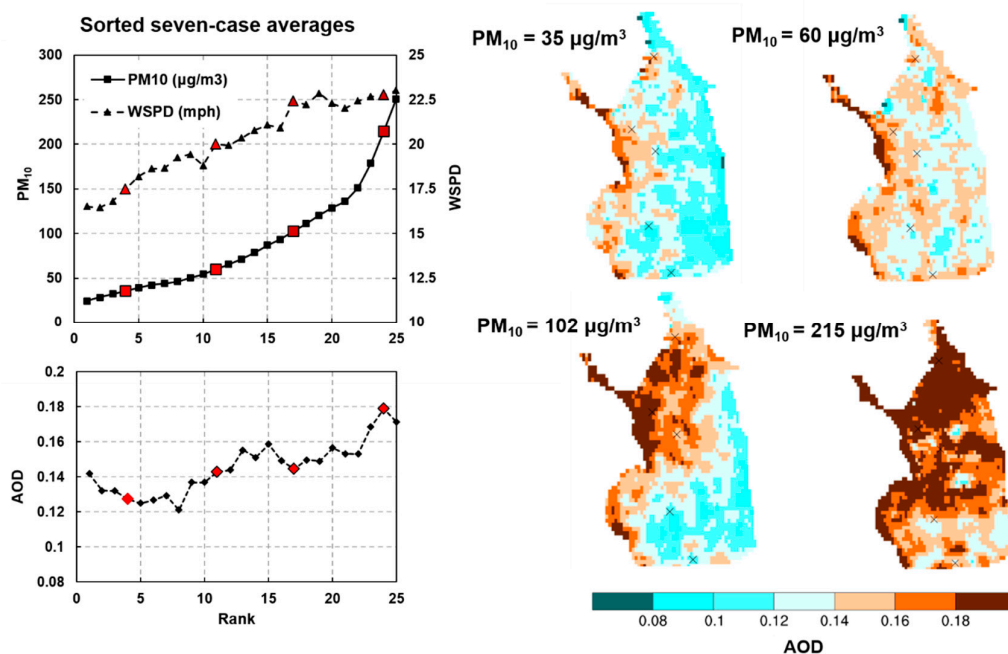 Sorted seven-case averages
300
250
200
150
100
50
0
PM₁₀
PM10 (µg/m3)
WSPD (mph)
25
22.5
20
17.5
15
12.5
10
WSPD
0 5 10 15 20 25
0.2
0.18
0.16
0.14
0.12
0.1
0.08
AOD
0 5 10 15 20 25
Rank
PM₁₀ = 35 µg/m³
PM₁₀ = 60 µg/m³
PM₁₀ = 102 µg/m³
PM₁₀ = 215 µg/m³
0.08 0.1 0.12 0.14 0.16 0.18
AOD